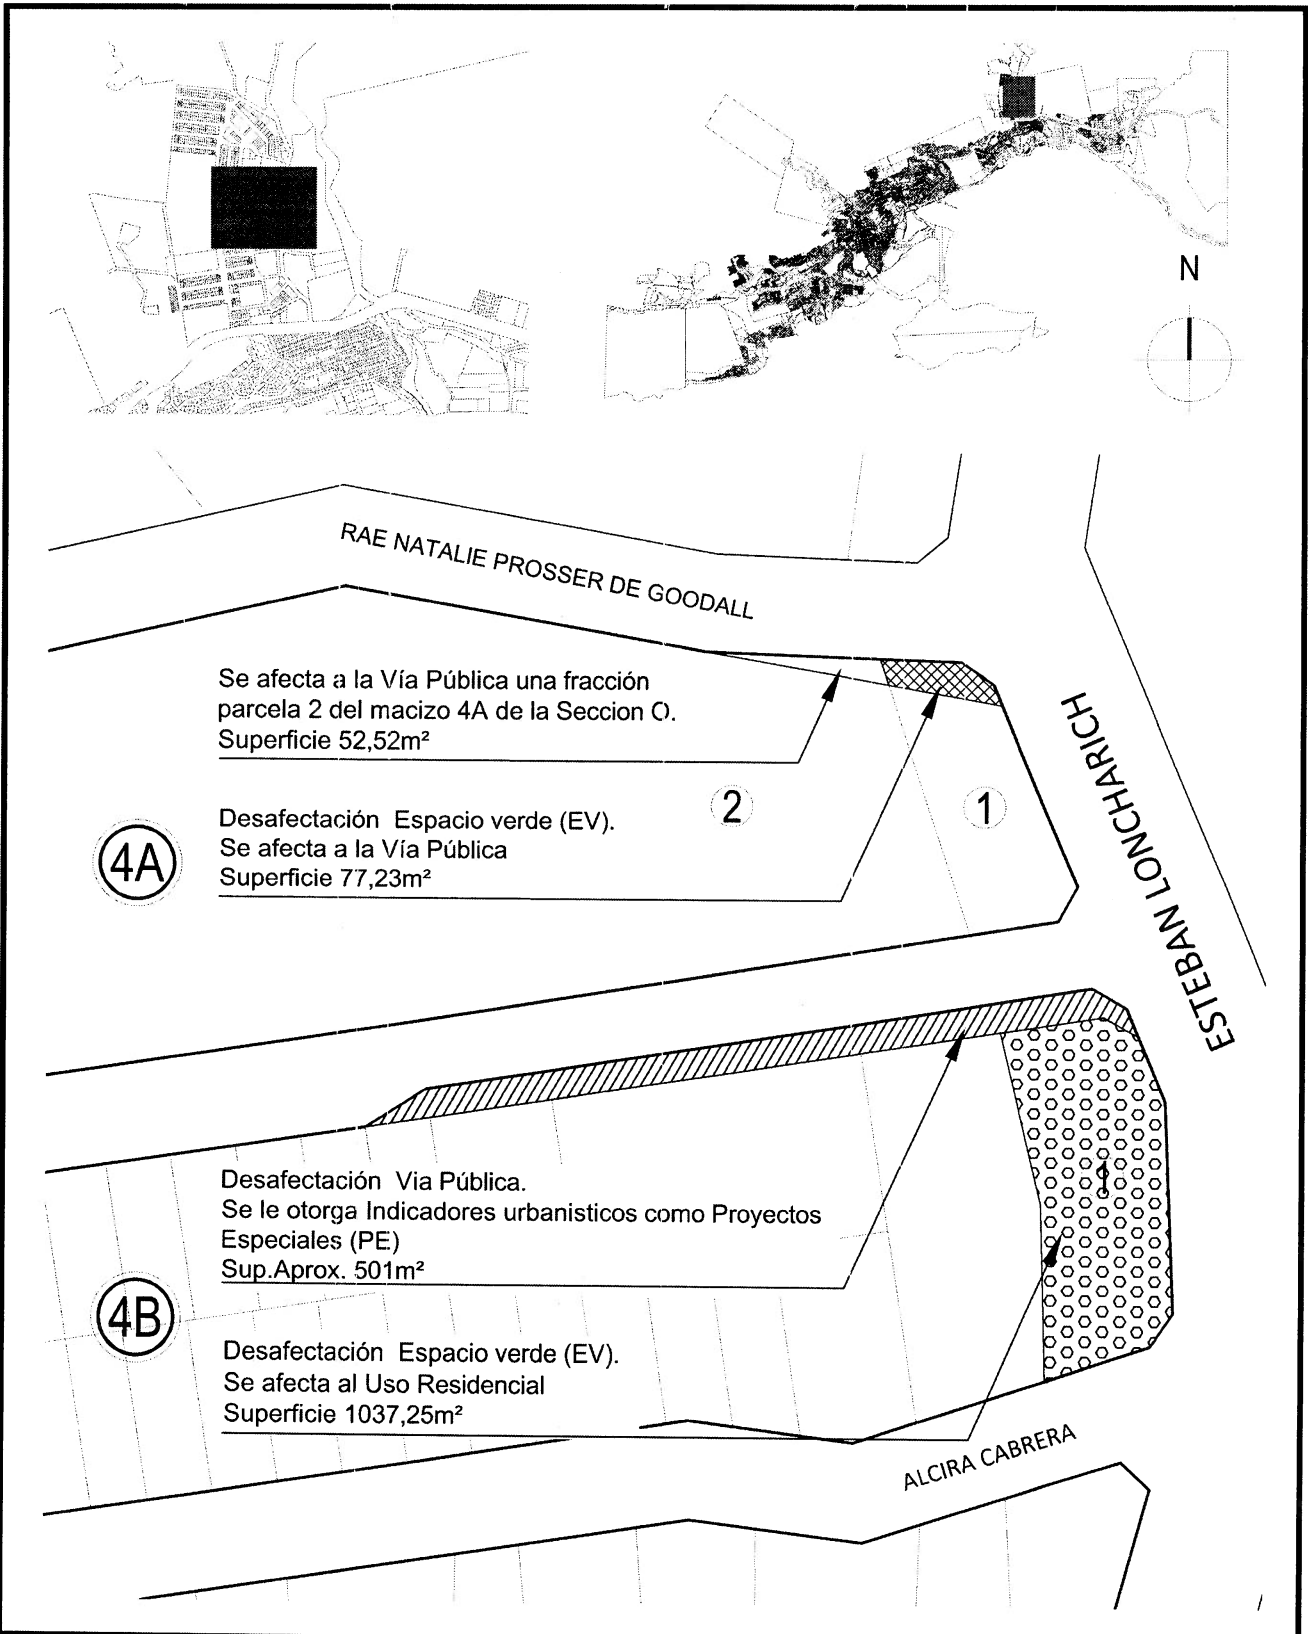 N
RAE NATALIE PROSSER DE GOODALL
Se afecta a la Vía Pública una fracción
parcela 2 del macizo 4A de la Seccion O.
Superficie 52,52m²
ESTEBAN LONCHARICH
2
1
4A
Desafectación Espacio verde (EV).
Se afecta a la Vía Pública
Superficie 77,23m²
1
Desafectación Via Pública.
Se le otorga Indicadores urbanisticos como Proyectos
Especiales (PE)
Sup.Aprox. 501m²
4B
Desafectación Espacio verde (EV).
Se afecta al Uso Residencial
Superficie 1037,25m²
ALCIRA CABRERA